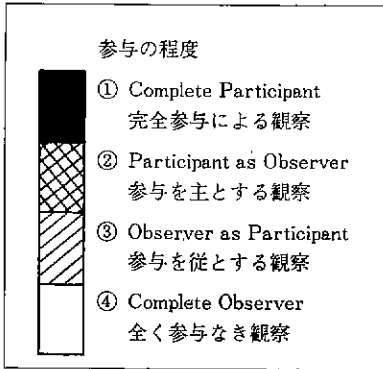 参与の程度
① Complete Participant
完全参与による観察
② Participant as Observer
参与を主とする観察
③ Observer as Participant
参与を従とする観察
④ Complete Observer
全く参与なき観察